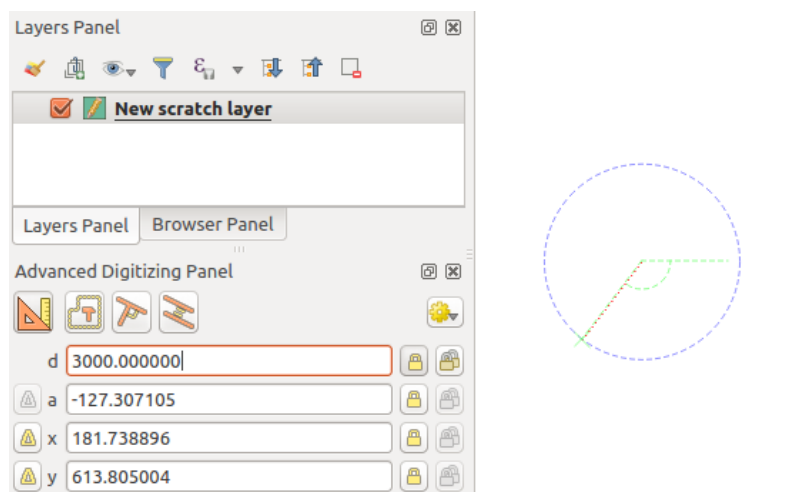 Layers Panel
New scratch layer
Layers Panel Browser Panel
Advanced Digitizing Panel
d 3000.000000
a -127.307105
x 181.738896
y 613.805004